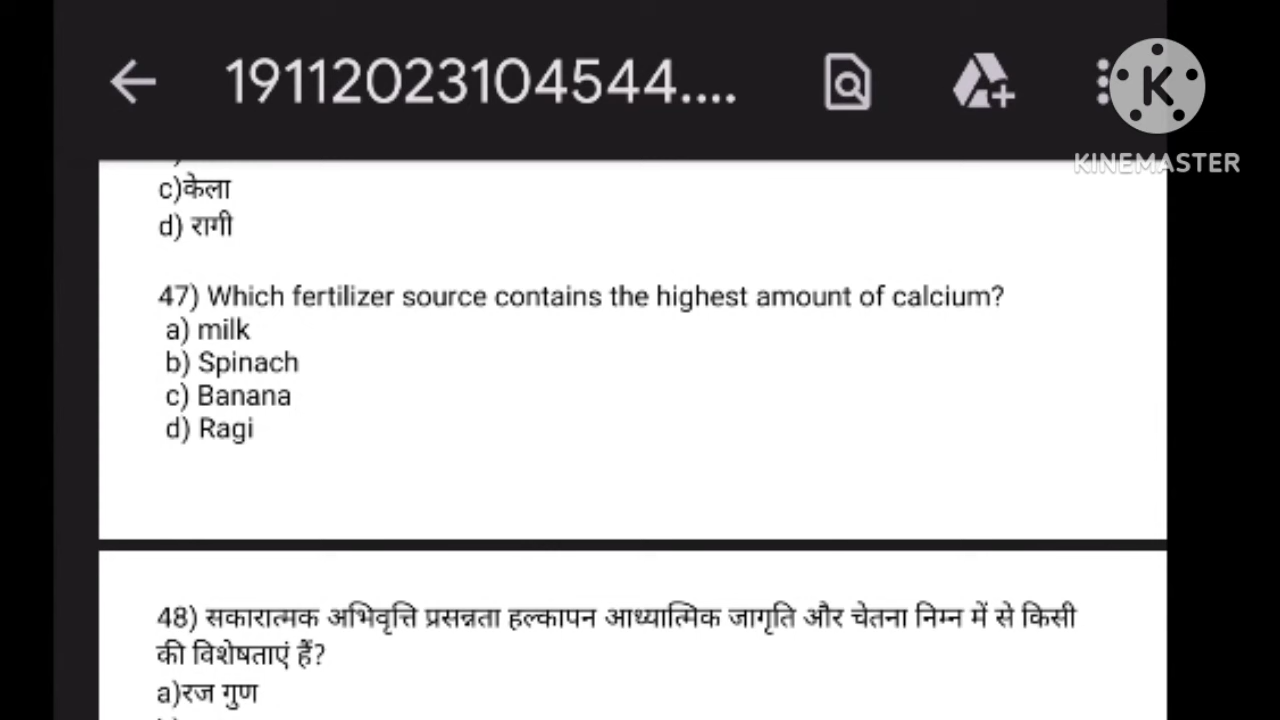 19112023104544....
K
KINEMASTER
c)केला
d) रागी
47) Which fertilizer source contains the highest amount of calcium?
a) milk
b) Spinach
c) Banana
d) Ragi
48) सकारात्मक अभिवृत्ति प्रसन्नता हल्कापन आध्यात्मिक जागृति और चेतना निम्न में से किसी
की विशेषताएं हैं?
a)रज गुण